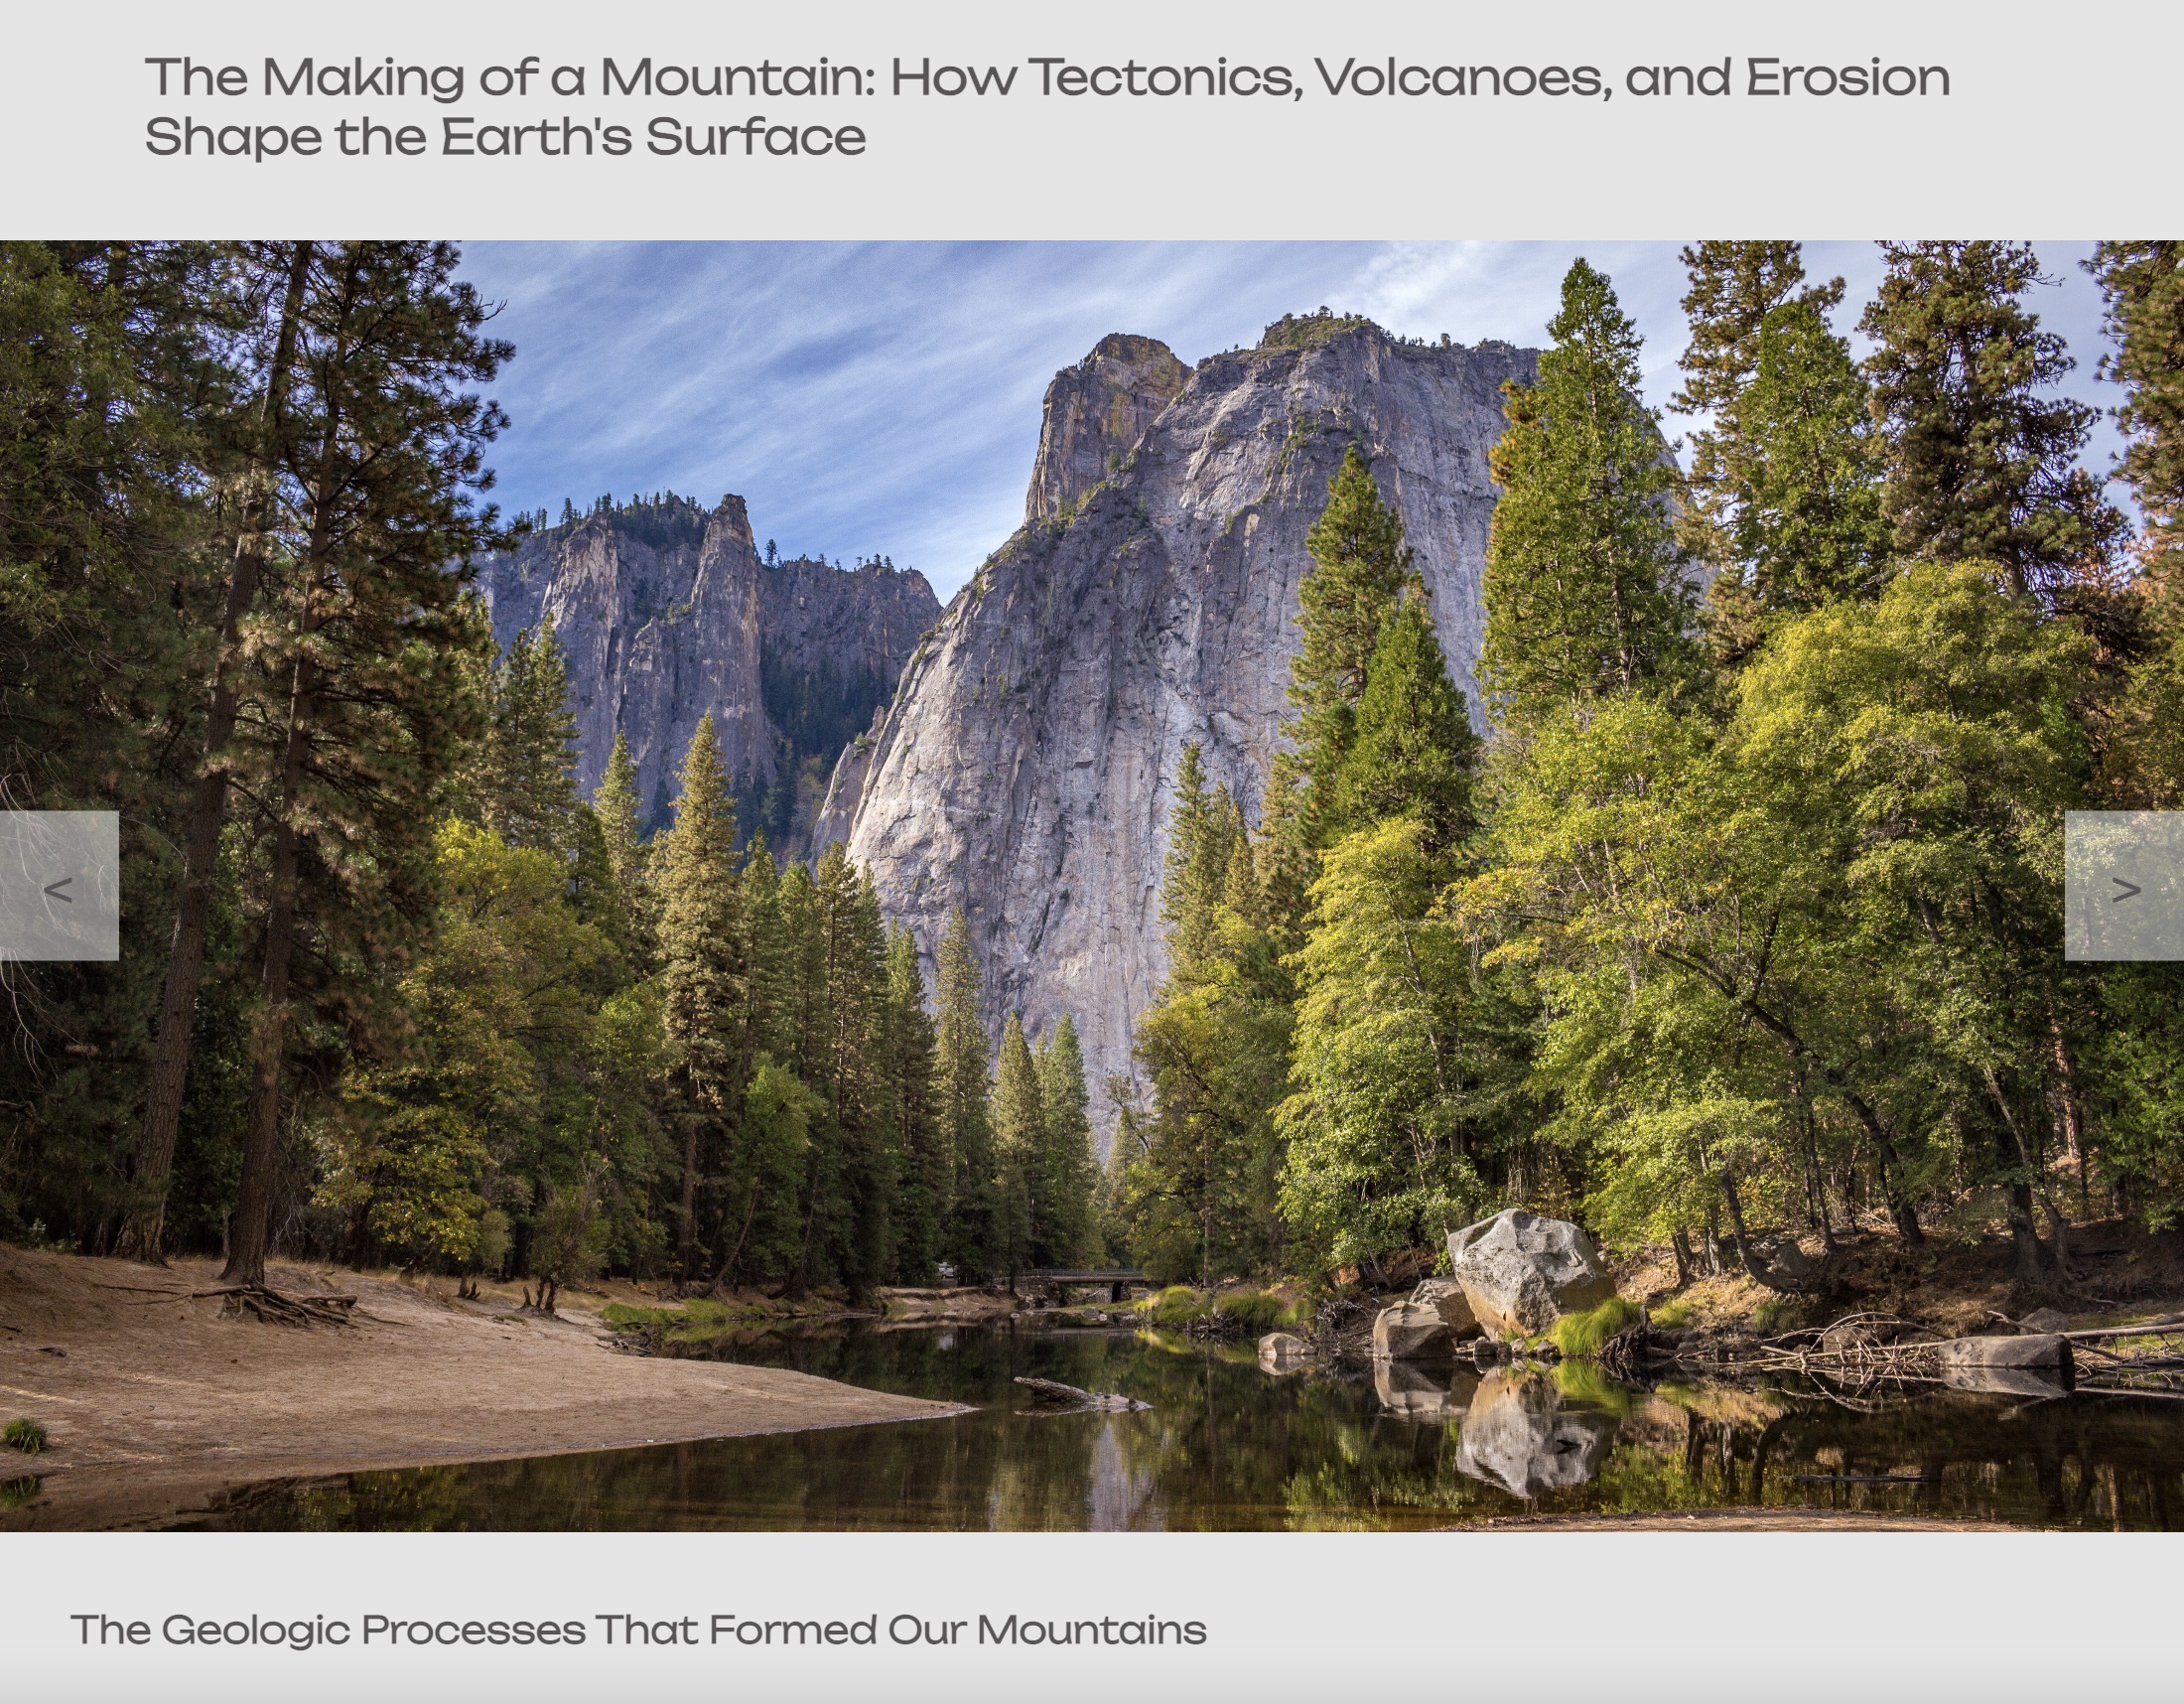 The Making of a Mountain: How Tectonics, Volcanoes, and Erosion
Shape the Earth's Surface
<
>
The Geologic Processes That Formed Our Mountains